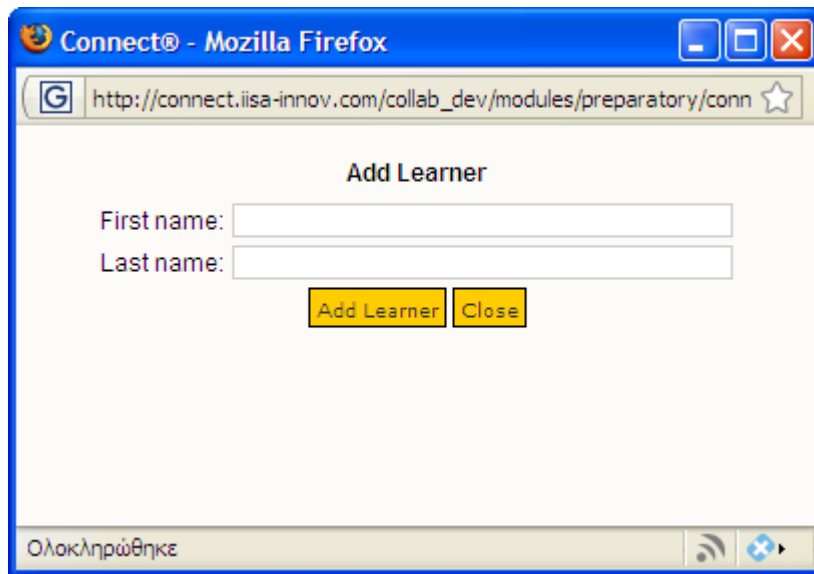 Connect® - Mozilla Firefox
G http://connect.iisa-innov.com/collab_dev/modules/preparatory/conn
Add Learner
First name:
Last name:
Add Learner Close
Ολοκληρώθηκε